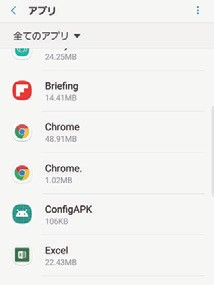 アプリ
全てのアプリ
24.25MB
Briefing
14.41MB
Chrome
48.91MB
Chrome.
1.02MB
ConfigAPK
106KB
Excel
22.43MB